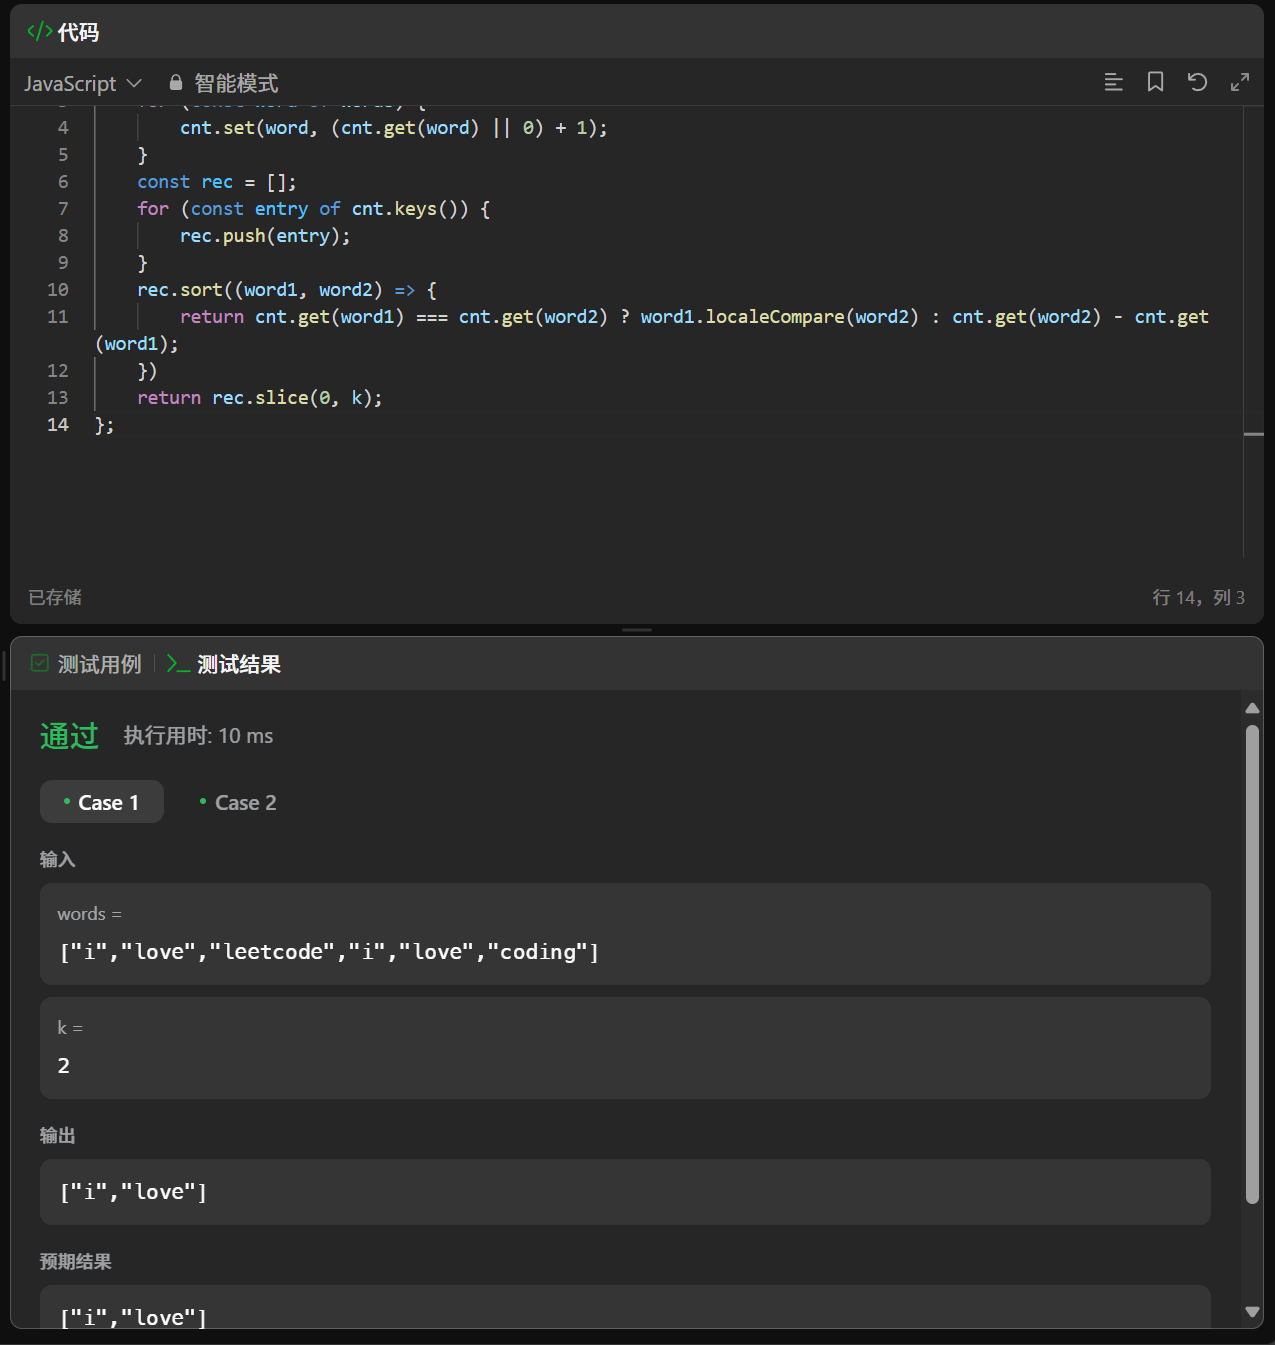 </> 代码
JavaScript 智能模式
4 cnt.set(word, (cnt.get(word) || 0) + 1);
5 }
6 const rec = [];
7 for (const entry of cnt.keys()) {
8 rec.push(entry);
9 }
10 rec.sort((word1, word2) => {
11 return cnt.get(word1) === cnt.get(word2) ? word1.localeCompare(word2) : cnt.get(word2) - cnt.get
(word1);
12 })
13 return rec.slice(0, k);
14 };
已存储 行 14，列 3
测试用例 >_ 测试结果
通过 执行用时: 10 ms
• Case 1 • Case 2
输入
words =
["i","love","leetcode","i","love","coding"]
k =
2
输出
["i","love"]
预期结果
["i","love"]